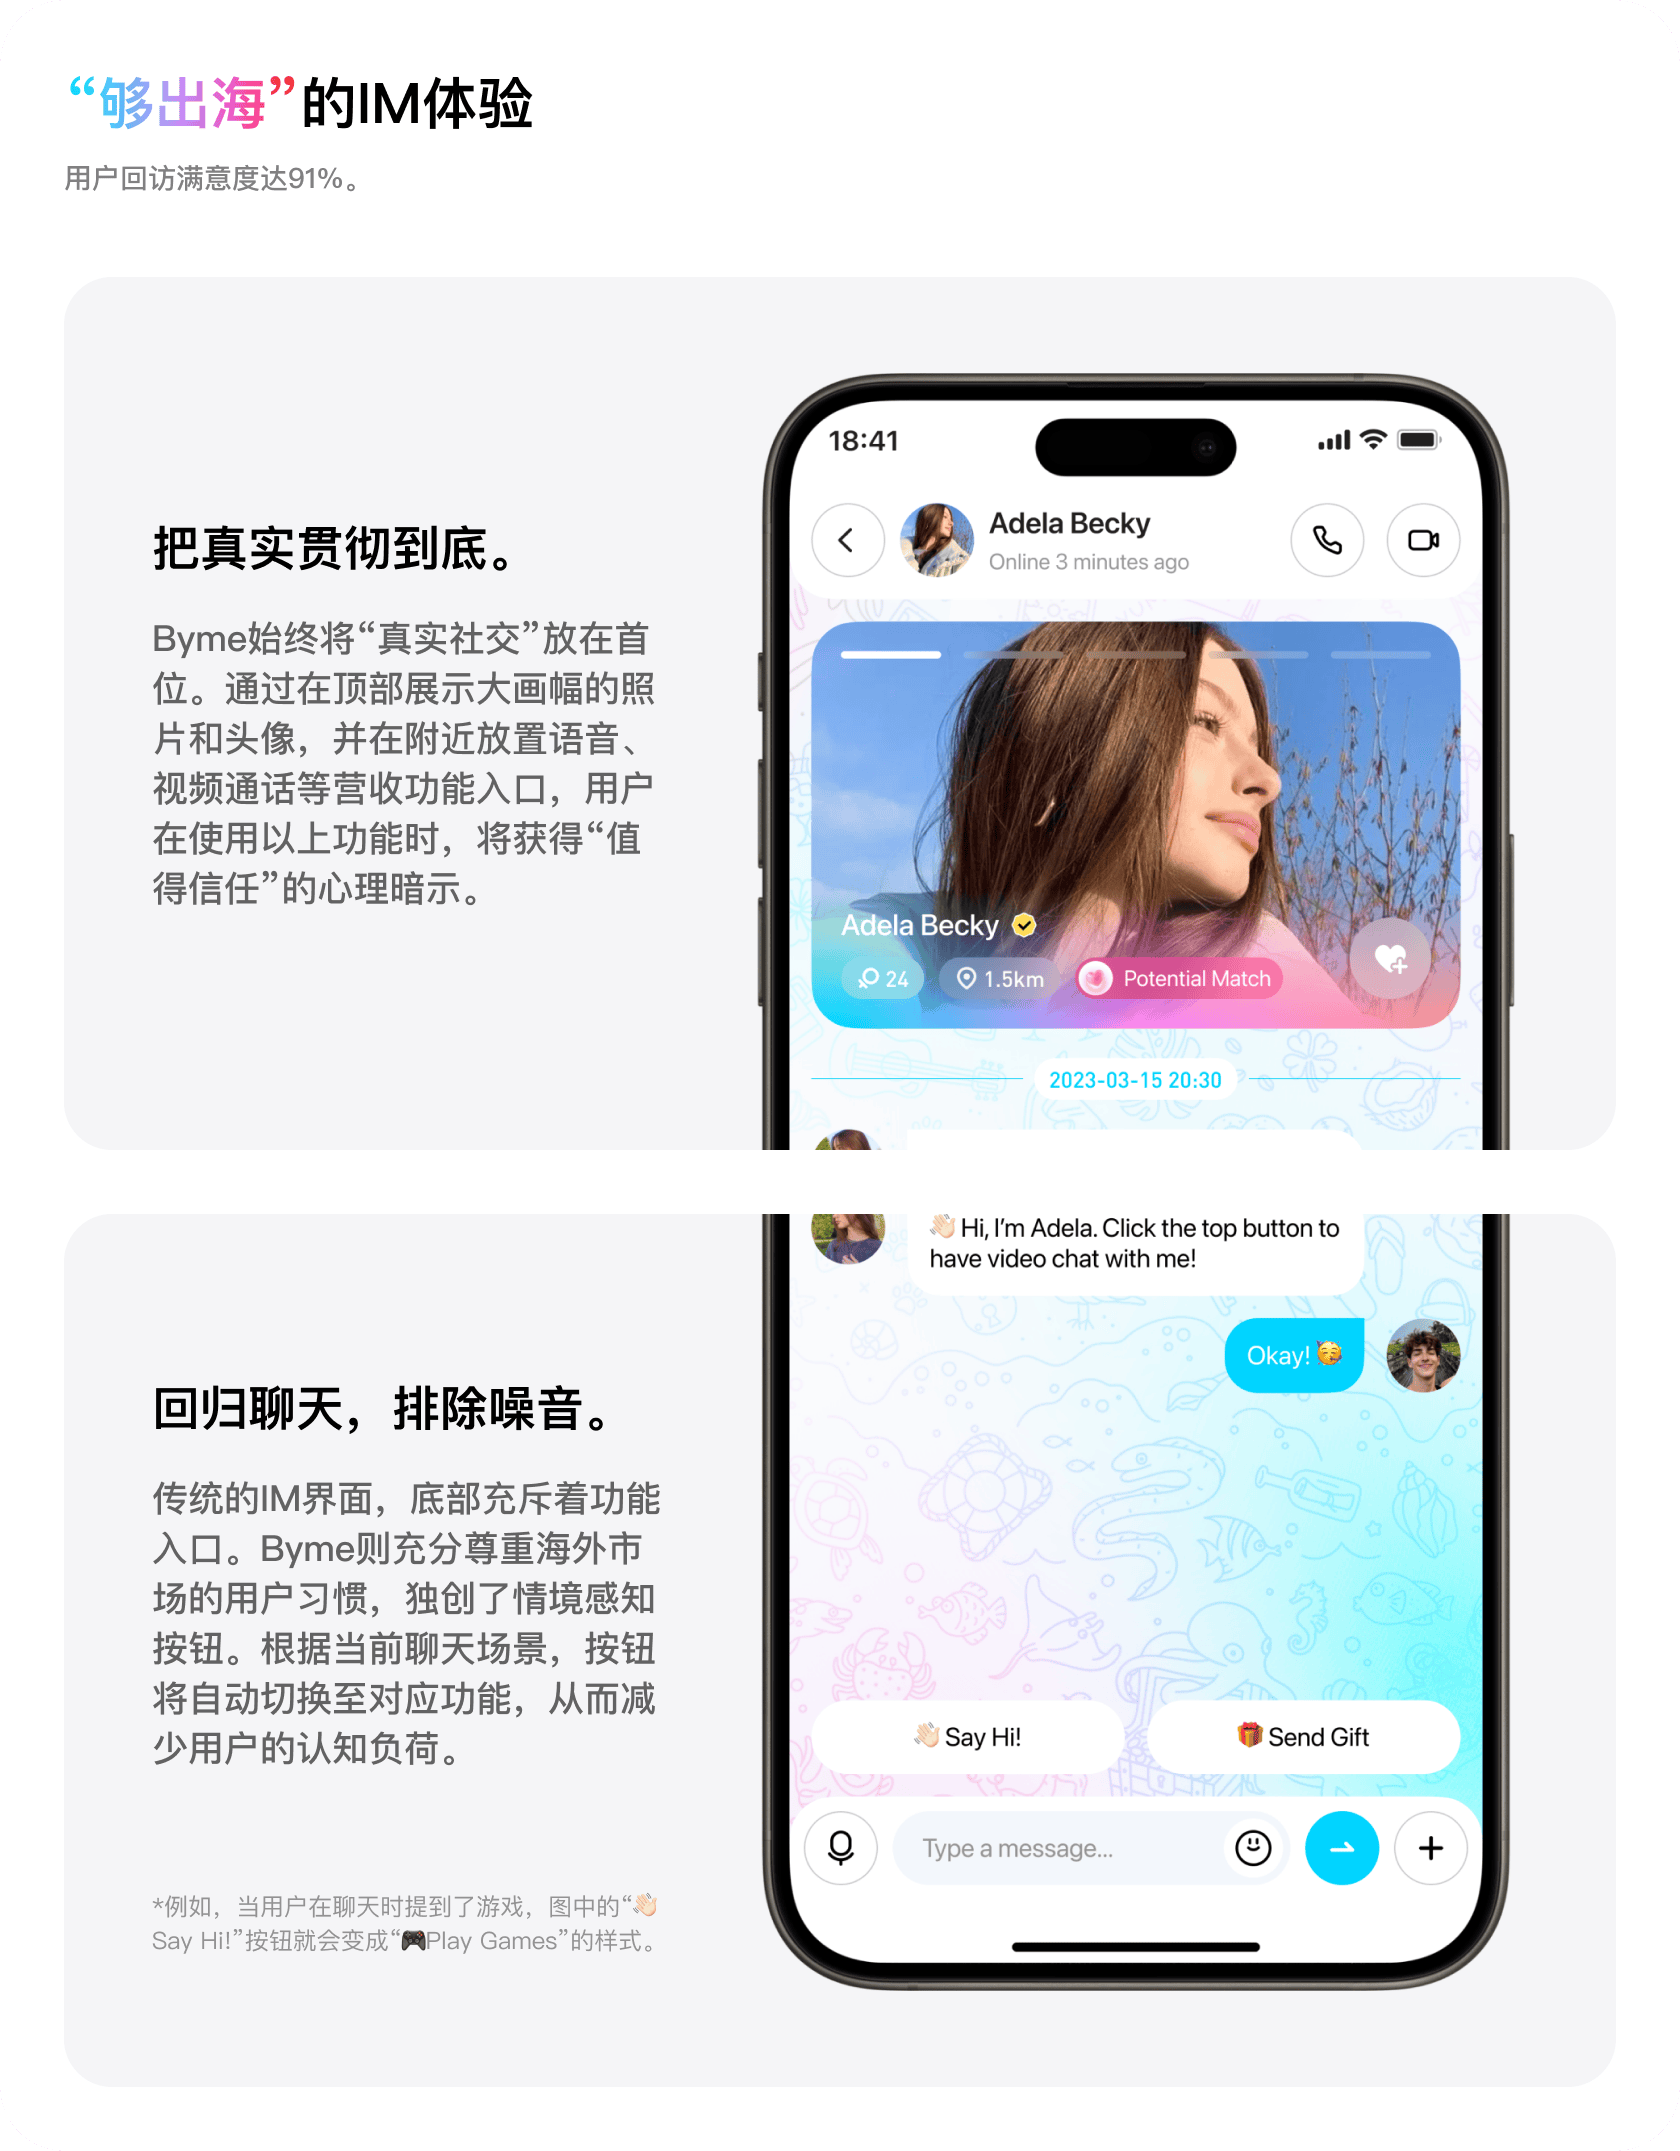 “够出海”的IM体验
用户回访满意度达91%。
把真实贯彻到底。
Byme始终将“真实社交”放在首
位。通过在顶部展示大画幅的照
片和头像，并在附近放置语音、
视频通话等营收功能入口，用户
在使用以上功能时，将获得“值
得信任”的心理暗示。
18:41
Adela Becky
Online 3 minutes ago
Adela Becky
24
1.5km
Potential Match
2023-03-15 20:30
👋🏻 Hi, I’m Adela. Click the top button to
have video chat with me!
Okay! 🥳
回归聊天，排除噪音。
传统的IM界面，底部充斥着功能
入口。Byme则充分尊重海外市
场的用户习惯，独创了情境感知
按钮。根据当前聊天场景，按钮
将自动切换至对应功能，从而减
少用户的认知负荷。
*例如，当用户在聊天时提到了游戏，图中的“👋🏻
Say Hi!”按钮就会变成“🎮Play Games”的样式。
👋🏻 Say Hi!
🎁 Send Gift
Type a message...